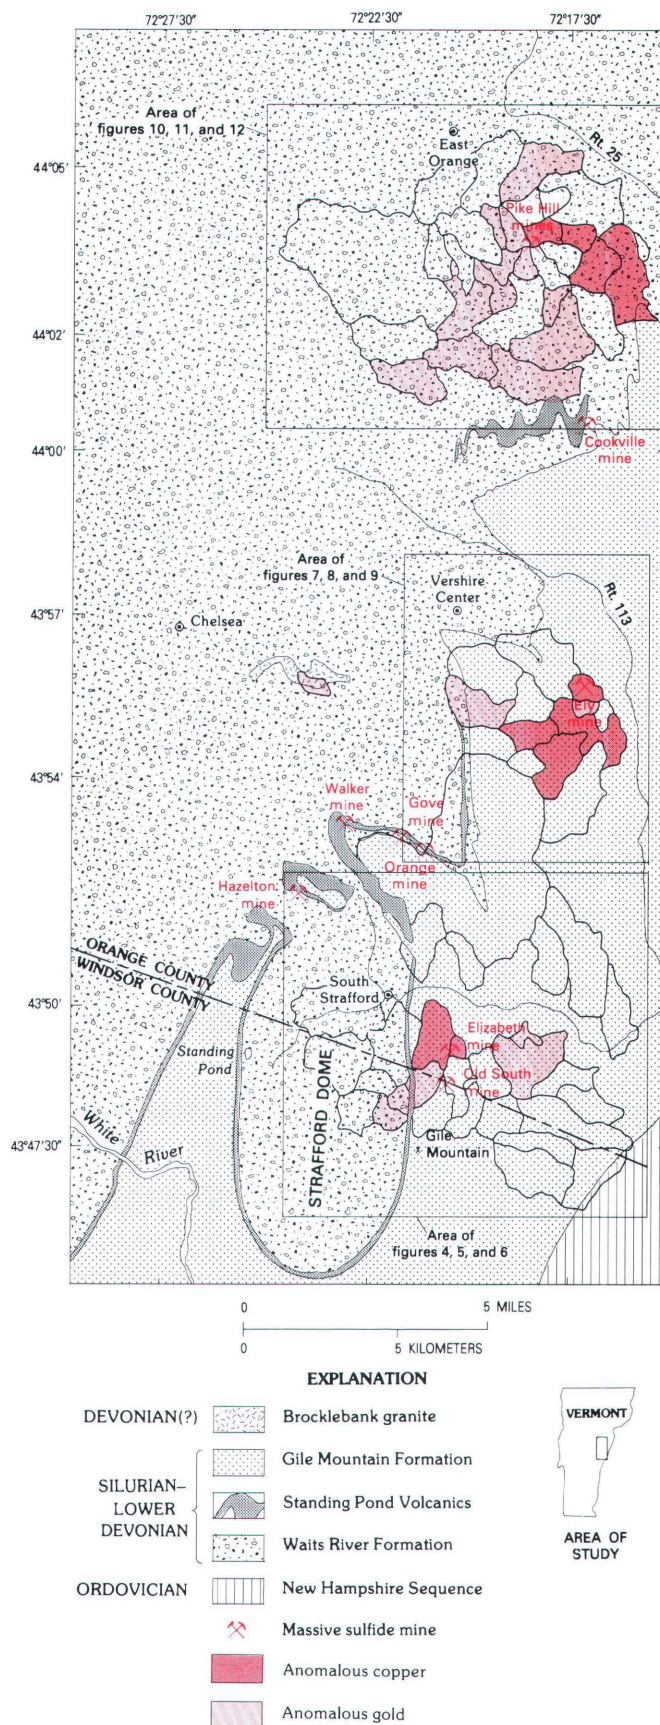 72°27'30" 72°22'30" 72°17'30"
Area of
figures 10, 11, and 12
East
Orange
Rt. 25
44°05'
Pike Hill
mines
44°02'
44°00'
Cookville
mine
Area of
figures 7, 8, and 9
Vershire
Center
Rt. 113
43°57'
Chelsea
Ely
mine
43°54'
Walker
mine
Gove
mine
Orange
mine
Hazelton
mine
ORANGE COUNTY
WINDSOR COUNTY
43°50'
South
Strafford
Elizabeth
mine
Standing
Pond
STRAFFORD DOME
Old South
mine
White
River
43°47'30"
Gile
Mountain
Area of
figures 4, 5, and 6
0 5 MILES
0 5 KILOMETERS
EXPLANATION
DEVONIAN(?) Brocklebank granite
Gile Mountain Formation
SILURIAN–
LOWER
DEVONIAN
Standing Pond Volcanics
Waits River Formation
ORDOVICIAN New Hampshire Sequence
Massive sulfide mine
Anomalous copper
Anomalous gold
VERMONT
AREA OF
STUDY